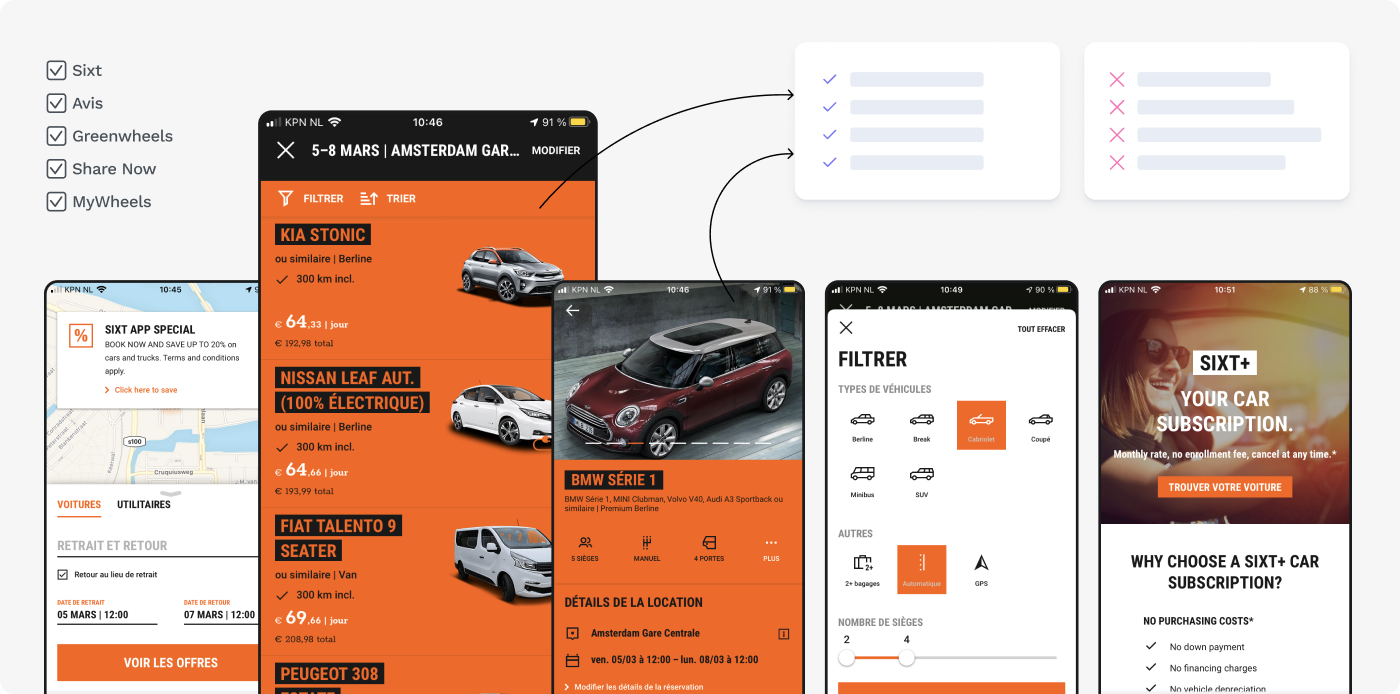 Sixt
Avis
Greenwheels
Share Now
MyWheels
KPN NL
10:45
SIXT APP SPECIAL
BOOK NOW AND SAVE UP TO 20% on
cars and trucks. Terms and conditions
apply.
Click here to save
s100
Cruquiusweg
VOITURES
UTILITAIRES
RETRAIT ET RETOUR
Retour au lieu de retrait
DATE DE RETRAIT
DATE DE RETOUR
05 MARS | 12:00
07 MARS | 12:00
VOIR LES OFFRES
KPN NL
10:46
91 %
5–8 MARS | AMSTERDAM GAR...
MODIFIER
FILTRER
TRIER
KIA STONIC
ou similaire | Berline
300 km incl.
€ 64,33 | jour
€ 192,98 total
NISSAN LEAF AUT.
(100% ÉLECTRIQUE)
ou similaire | Berline
300 km incl.
€ 64,66 | jour
€ 193,99 total
FIAT TALENTO 9
SEATER
ou similaire | Van
300 km incl.
€ 69,66 | jour
€ 208,98 total
PEUGEOT 308
KPN NL
10:46
91 %
BMW SÉRIE 1
BMW Série 1, MINI Clubman, Volvo V40, Audi A3 Sportback ou
similaire | Premium Berline
5 SIÈGES
MANUEL
4 PORTES
PLUS
DÉTAILS DE LA LOCATION
Amsterdam Gare Centrale
ven. 05/03 à 12:00 – lun. 08/03 à 12:00
Modifier les détails de la réservation
KPN NL
10:49
90 %
TOUT EFFACER
FILTRER
TYPES DE VÉHICULES
Berline
Break
Cabriolet
Coupé
Minibus
SUV
AUTRES
2+
2+ bagages
Automatique
GPS
NOMBRE DE SIÈGES
2
4
KPN NL
10:51
88 %
SIXT+
YOUR CAR
SUBSCRIPTION.
Monthly rate, no enrollment fee, cancel at any time.*
TROUVER VOTRE VOITURE
WHY CHOOSE A SIXT+ CAR
SUBSCRIPTION?
NO PURCHASING COSTS*
No down payment
No financing charges
No vehicle depreciation